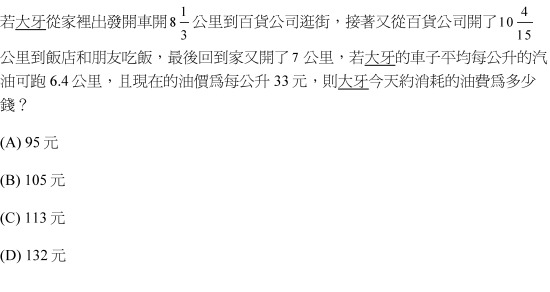 若大牙從家裡出發開車開 8 1/3 公里到百貨公司逛街，接著又從百貨公司開了 10 4/15
公里到飯店和朋友吃飯，最後回到家又開了 7 公里，若大牙的車子平均每公升的汽
油可跑 6.4 公里，且現在的油價為每公升 33 元，則大牙今天約消耗的油費為多少
錢？
(A) 95 元
(B) 105 元
(C) 113 元
(D) 132 元